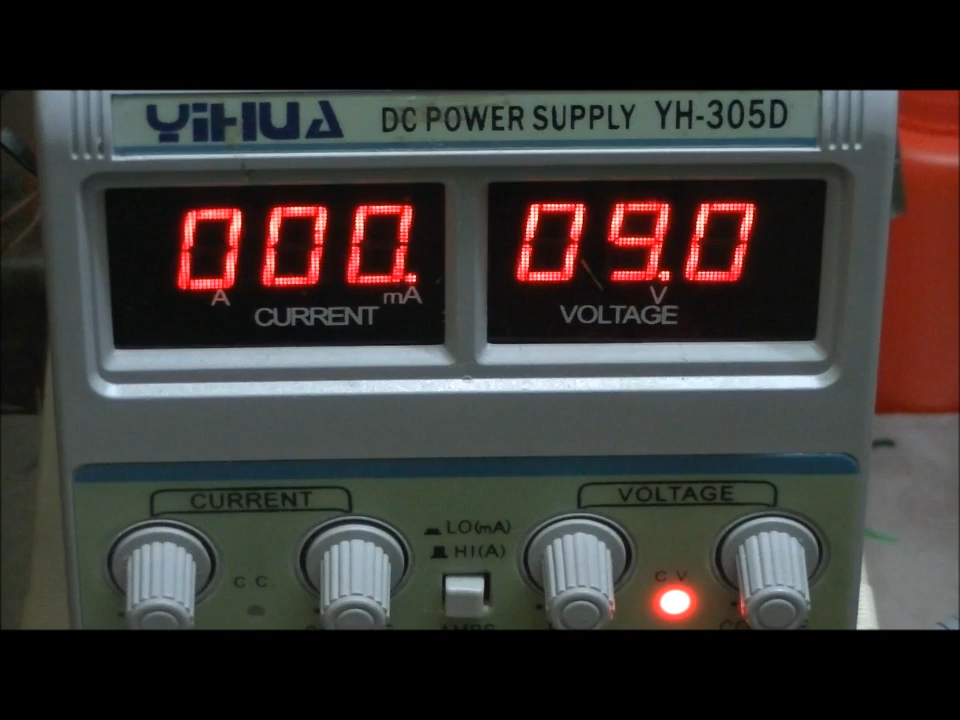 YiHUA DC POWER SUPPLY YH-305D
000. 09.0
A mA V
CURRENT VOLTAGE
CURRENT VOLTAGE
LO(mA)
HI(A)
C.C. C.V